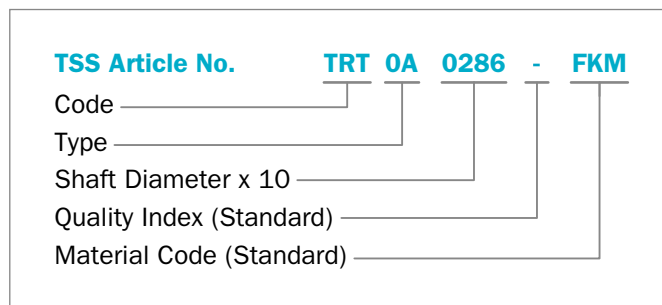 TSS Article No. TRT 0A 0286 - FKM
Code
Type
Shaft Diameter x 10
Quality Index (Standard)
Material Code (Standard)